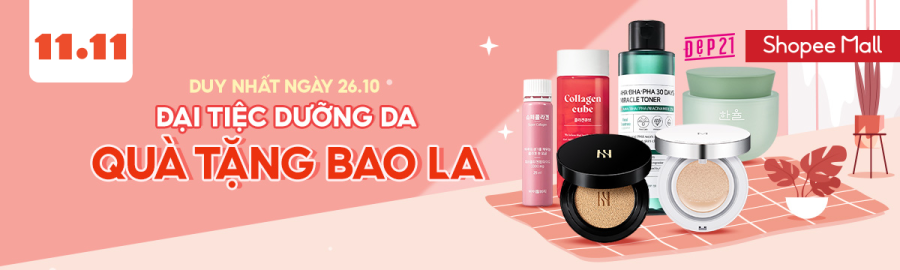 11.11
DUY NHẤT NGÀY 26.10
ĐẠI TIỆC DƯỠNG DA
QUÀ TẶNG BAO LA
ĐẸP21
Shopee Mall
Collagen
cube
AHA·BHA·PHA 30 DAYS
MIRACLE TONER